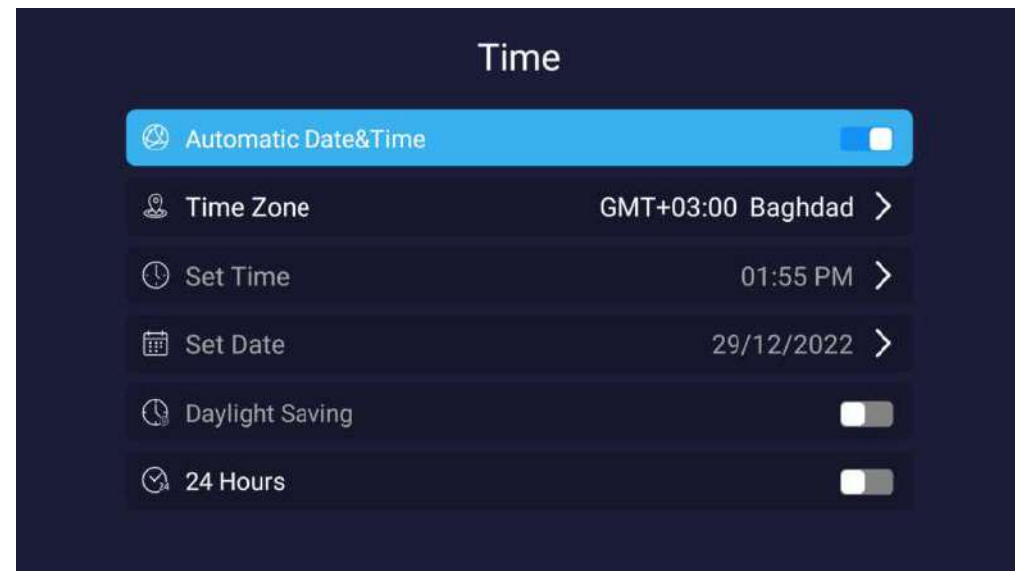 Time
Automatic Date&Time
Time Zone GMT+03:00 Baghdad
Set Time 01:55 PM
Set Date 29/12/2022
Daylight Saving
24 Hours